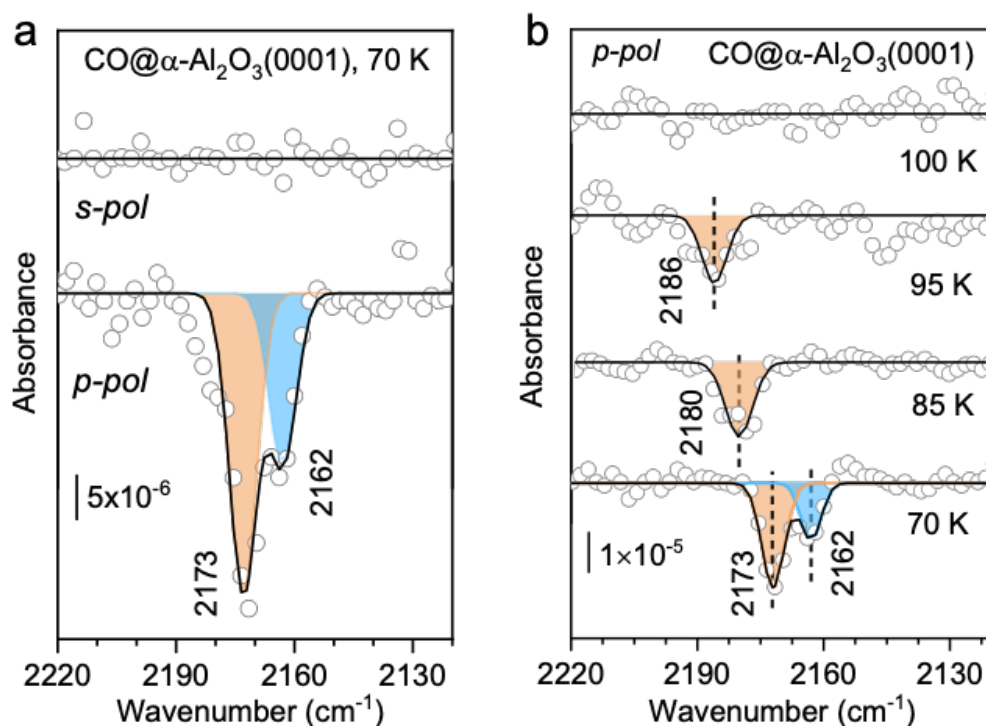 a
CO@α-Al₂O₃(0001), 70 K
s-pol
p-pol
5x10⁻⁶
2173
2162
Absorbance
2220 2190 2160 2130
Wavenumber (cm⁻¹)
b
p-pol CO@α-Al₂O₃(0001)
100 K
2186
95 K
2180
85 K
70 K
1×10⁻⁵
2173
2162
Absorbance
2220 2190 2160 2130
Wavenumber (cm⁻¹)